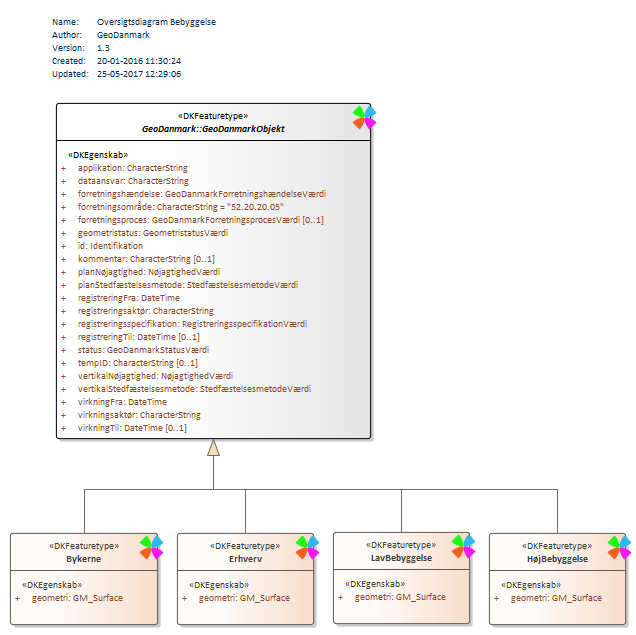 Name: Oversigtsdiagram Bebyggelse
Author: GeoDanmark
Version: 1.3
Created: 20-01-2016 11:30:24
Updated: 25-05-2017 12:29:06
«DKFeaturetype»
GeoDanmark::GeoDanmarkObjekt
«DKEgenskab»
+ applikation: CharacterString
+ dataansvar: CharacterString
+ forretningshændelse: GeoDanmarkForretningshændelseVærdi
+ forretningsområde: CharacterString = "52.20.20.05"
+ forretningsproces: GeoDanmarkForretningsprocesVærdi [0..1]
+ geometristatus: GeometristatusVærdi
+ id: Identifikation
+ kommentar: CharacterString [0..1]
+ planNøjagtighed: NøjagtighedVærdi
+ planStedfæstelsesmetode: StedfæstelsesmetodeVærdi
+ registreringFra: DateTime
+ registreringsaktør: CharacterString
+ registreringsspecifikation: RegistreringsspecifikationVærdi
+ registreringTil: DateTime [0..1]
+ status: GeoDanmarkStatusVærdi
+ tempID: CharacterString [0..1]
+ vertikalNøjagtighed: NøjagtighedVærdi
+ vertikalStedfæstelsesmetode: StedfæstelsesmetodeVærdi
+ virkningFra: DateTime
+ virkningsaktør: CharacterString
+ virkningTil: DateTime [0..1]
«DKFeaturetype»
Bykerne
«DKEgenskab»
+ geometri: GM_Surface
«DKFeaturetype»
Erhverv
«DKEgenskab»
+ geometri: GM_Surface
«DKFeaturetype»
LavBebyggelse
«DKEgenskab»
+ geometri: GM_Surface
«DKFeaturetype»
HøjBebyggelse
«DKEgenskab»
+ geometri: GM_Surface